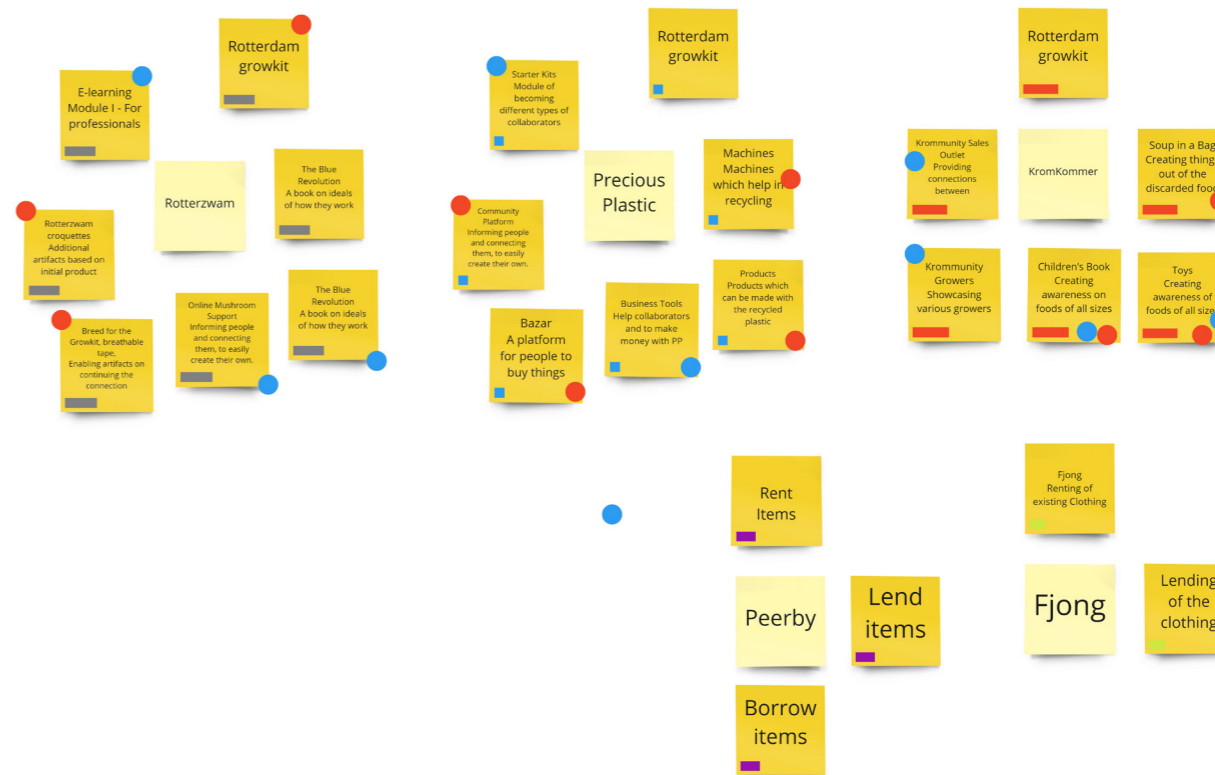 Rotterdam
growkit
E-learning
Module I - For
professionals
The Blue
Revolution
A book on ideals
of how they work
Rotterzwam
Rotterzwam
croquettes
Additional
artifacts based on
initial product
Online Mushroom
Support
Informing people
and connecting
them, to easily
create their own.
The Blue
Revolution
A book on ideals
of how they work
Breed for the
Growkit, breathable
tape,
Enabling artifacts on
continuing the
connection
Rotterdam
growkit
Starter Kits
Module of
becoming
different types of
collaborators
Machines
Machines
which help in
recycling
Precious
Plastic
Community
Platform
Informing people
and connecting
them, to easily
create their own.
Products
Products which
can be made with
the recycled
plastic
Business Tools
Help collaborators
and to make
money with PP
Bazar
A platform
for people to
buy things
Rotterdam
growkit
Krommunity Sales
Outlet
Providing
connections
between
KromKommer
Soup in a Bag
Creating thing
out of the
discarded food
Krommunity
Growers
Showcasing
various growers
Children's Book
Creating
awareness on
foods of all sizes
Toys
Creating
awareness of
foods of all size
Rent
Items
Peerby
Lend
items
Borrow
items
Fjong
Renting of
existing Clothing
Fjong
Lending
of the
clothing